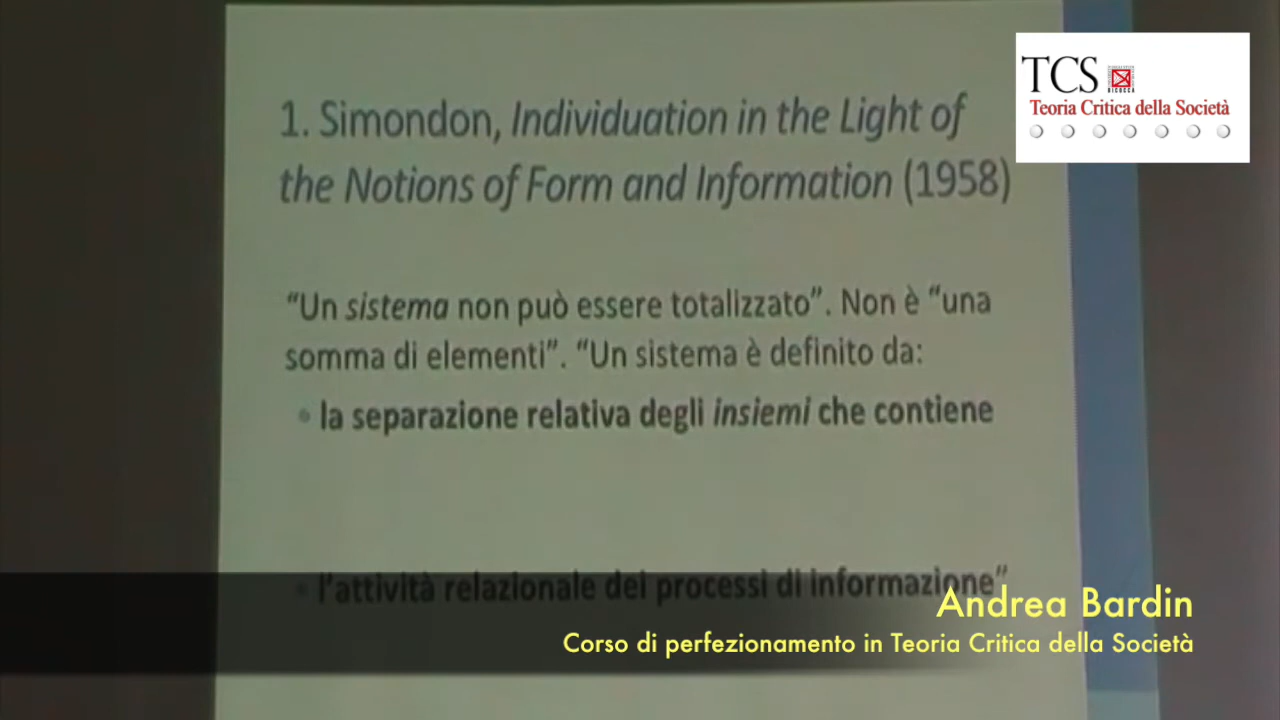 TCS
BICOCCA
Teoria Critica della Società
1. Simondon, Individuation in the Light of
the Notions of Form and Information (1958)
“Un sistema non può essere totalizzato”. Non è “una
somma di elementi”. “Un sistema è definito da:
• la separazione relativa degli insiemi che contiene
• l’attività relazionale dei processi di informazione”
Andrea Bardin
Corso di perfezionamento in Teoria Critica della Società